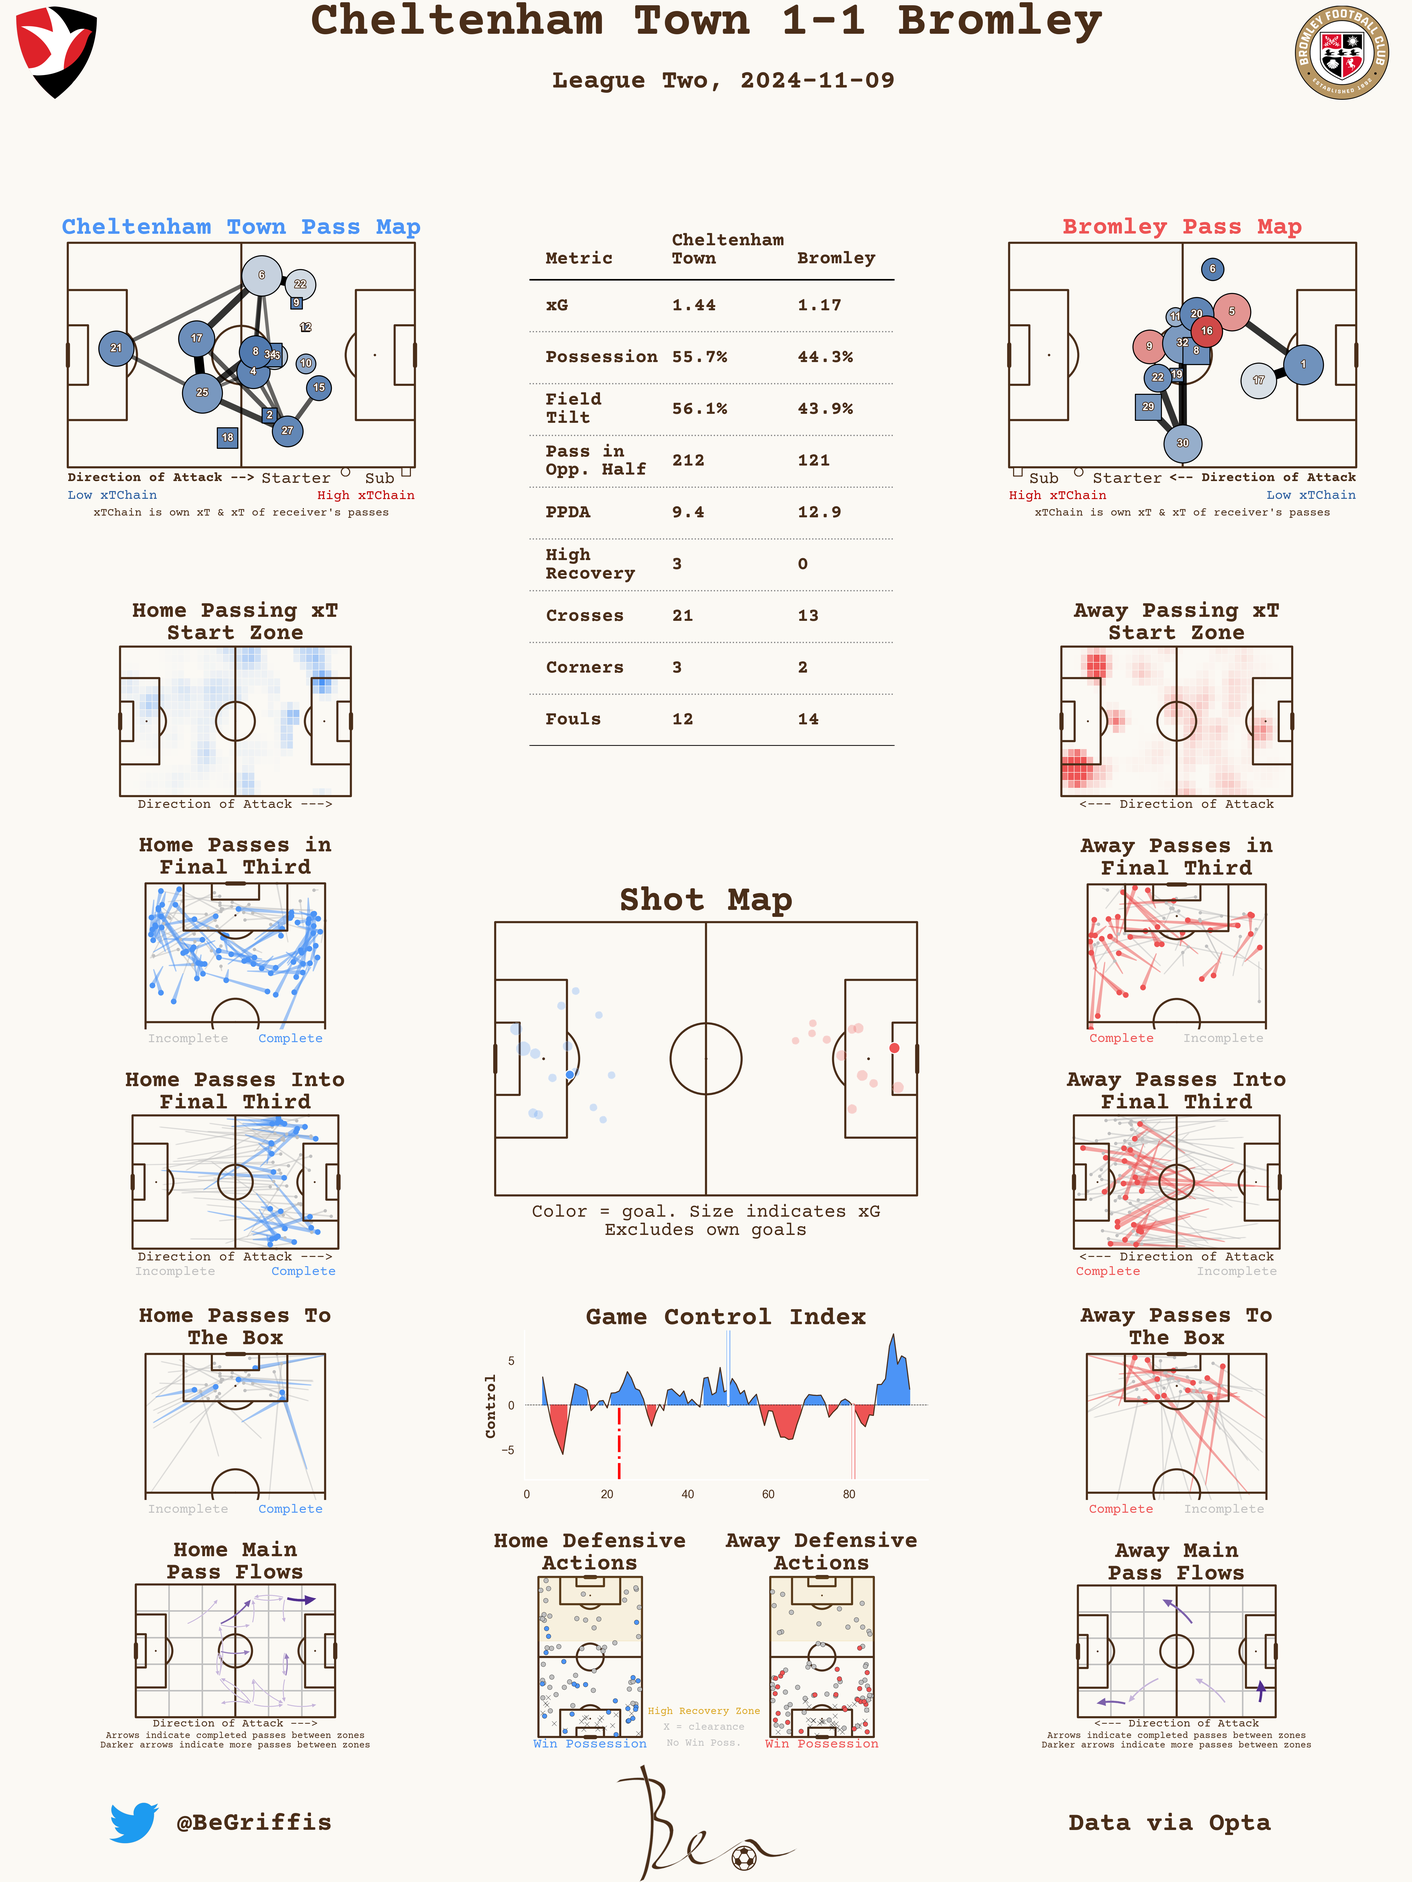 Cheltenham Town 1-1 Bromley
League Two, 2024-11-09
BROMLEY FOOTBALL CLUB
ESTABLISHED 1892
Cheltenham Town Pass Map
6
22
9
12
17
21
8
34
10
4
15
25
2
27
18
Direction of Attack --> Starter Sub
Low xTChain High xTChain
xTChain is own xT & xT of receiver's passes
Metric Cheltenham Town Bromley
xG 1.44 1.17
Possession 55.7% 44.3%
Field Tilt 56.1% 43.9%
Pass in Opp. Half 212 121
PPDA 9.4 12.9
High Recovery 3 0
Crosses 21 13
Corners 3 2
Fouls 12 14
Bromley Pass Map
6
11
20
5
16
9
32
8
1
22
19
17
29
30
Sub Starter <-- Direction of Attack
High xTChain Low xTChain
xTChain is own xT & xT of receiver's passes
Home Passing xT
Start Zone
Direction of Attack --->
Away Passing xT
Start Zone
<--- Direction of Attack
Home Passes in
Final Third
Incomplete Complete
Away Passes in
Final Third
Complete Incomplete
Shot Map
Color = goal. Size indicates xG
Excludes own goals
Home Passes Into
Final Third
Direction of Attack --->
Incomplete Complete
Away Passes Into
Final Third
<--- Direction of Attack
Complete Incomplete
Home Passes To
The Box
Incomplete Complete
Game Control Index
Control
5
0
−5
0 20 40 60 80
Away Passes To
The Box
Complete Incomplete
Home Main
Pass Flows
Direction of Attack --->
Arrows indicate completed passes between zones
Darker arrows indicate more passes between zones
Home Defensive
Actions
Win Possession
Away Defensive
Actions
Win Possession
High Recovery Zone
X = clearance
No Win Poss.
Away Main
Pass Flows
<--- Direction of Attack
Arrows indicate completed passes between zones
Darker arrows indicate more passes between zones
@BeGriffis
Ben
Data via Opta